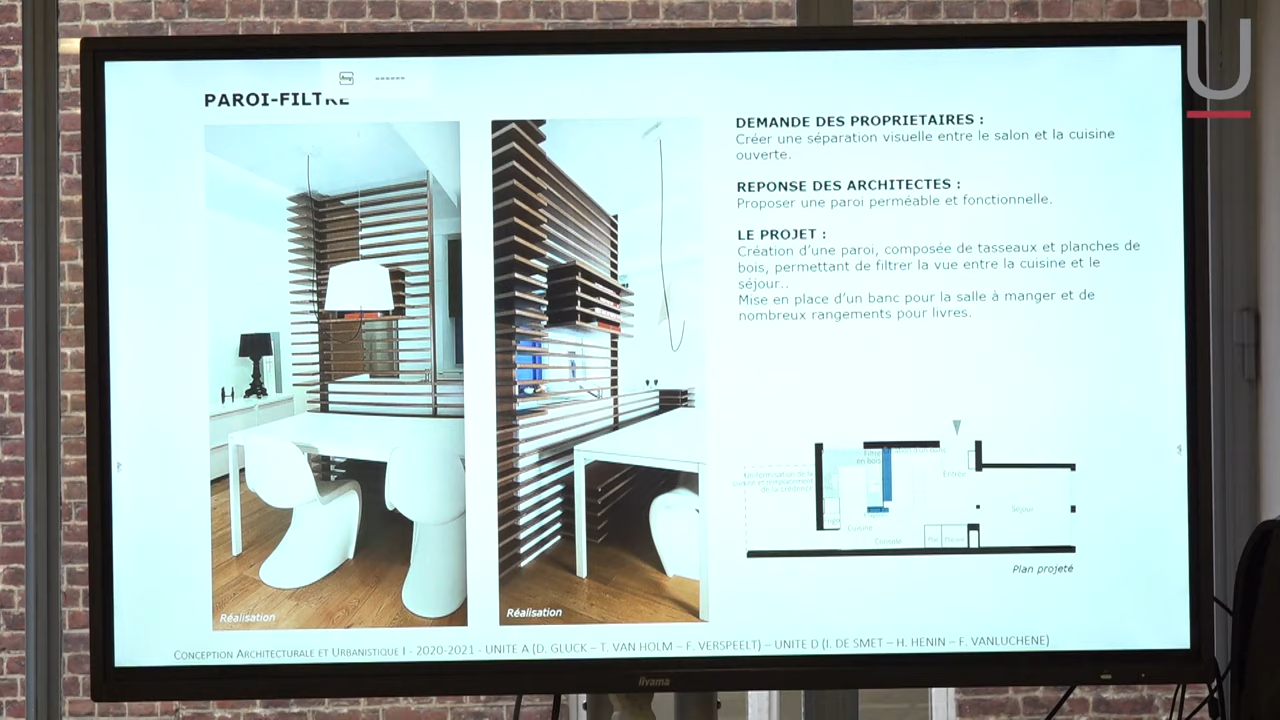 U
PAROI-FILTRE
DEMANDE DES PROPRIETAIRES :
Créer une séparation visuelle entre le salon et la cuisine
ouverte.
REPONSE DES ARCHITECTES :
Proposer une paroi perméable et fonctionnelle.
LE PROJET :
Création d’une paroi, composée de tasseaux et planches de
bois, permettant de filtrer la vue entre la cuisine et le
séjour..
Mise en place d’un banc pour la salle à manger et de
nombreux rangements pour livres.
Filtre
en bois
Entrée
Séjour
Cuisine
Console
Plan projeté
Réalisation
Réalisation
CONCEPTION ARCHITECTURALE ET URBANISTIQUE I - 2020-2021 - UNITE A (D. GLUCK – T. VAN HOLM – F. VERSPEELT) – UNITE D (I. DE SMET – H. HENIN – F. VANLUCHENE)
iiyama